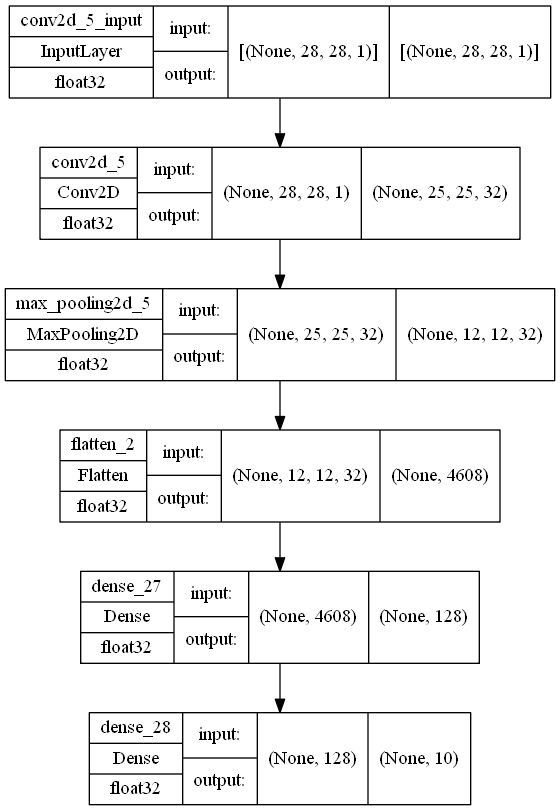 conv2d_5_input
InputLayer
float32
input:
output:
[(None, 28, 28, 1)]
[(None, 28, 28, 1)]
conv2d_5
Conv2D
float32
input:
output:
(None, 28, 28, 1)
(None, 25, 25, 32)
max_pooling2d_5
MaxPooling2D
float32
input:
output:
(None, 25, 25, 32)
(None, 12, 12, 32)
flatten_2
Flatten
float32
input:
output:
(None, 12, 12, 32)
(None, 4608)
dense_27
Dense
float32
input:
output:
(None, 4608)
(None, 128)
dense_28
Dense
float32
input:
output:
(None, 128)
(None, 10)